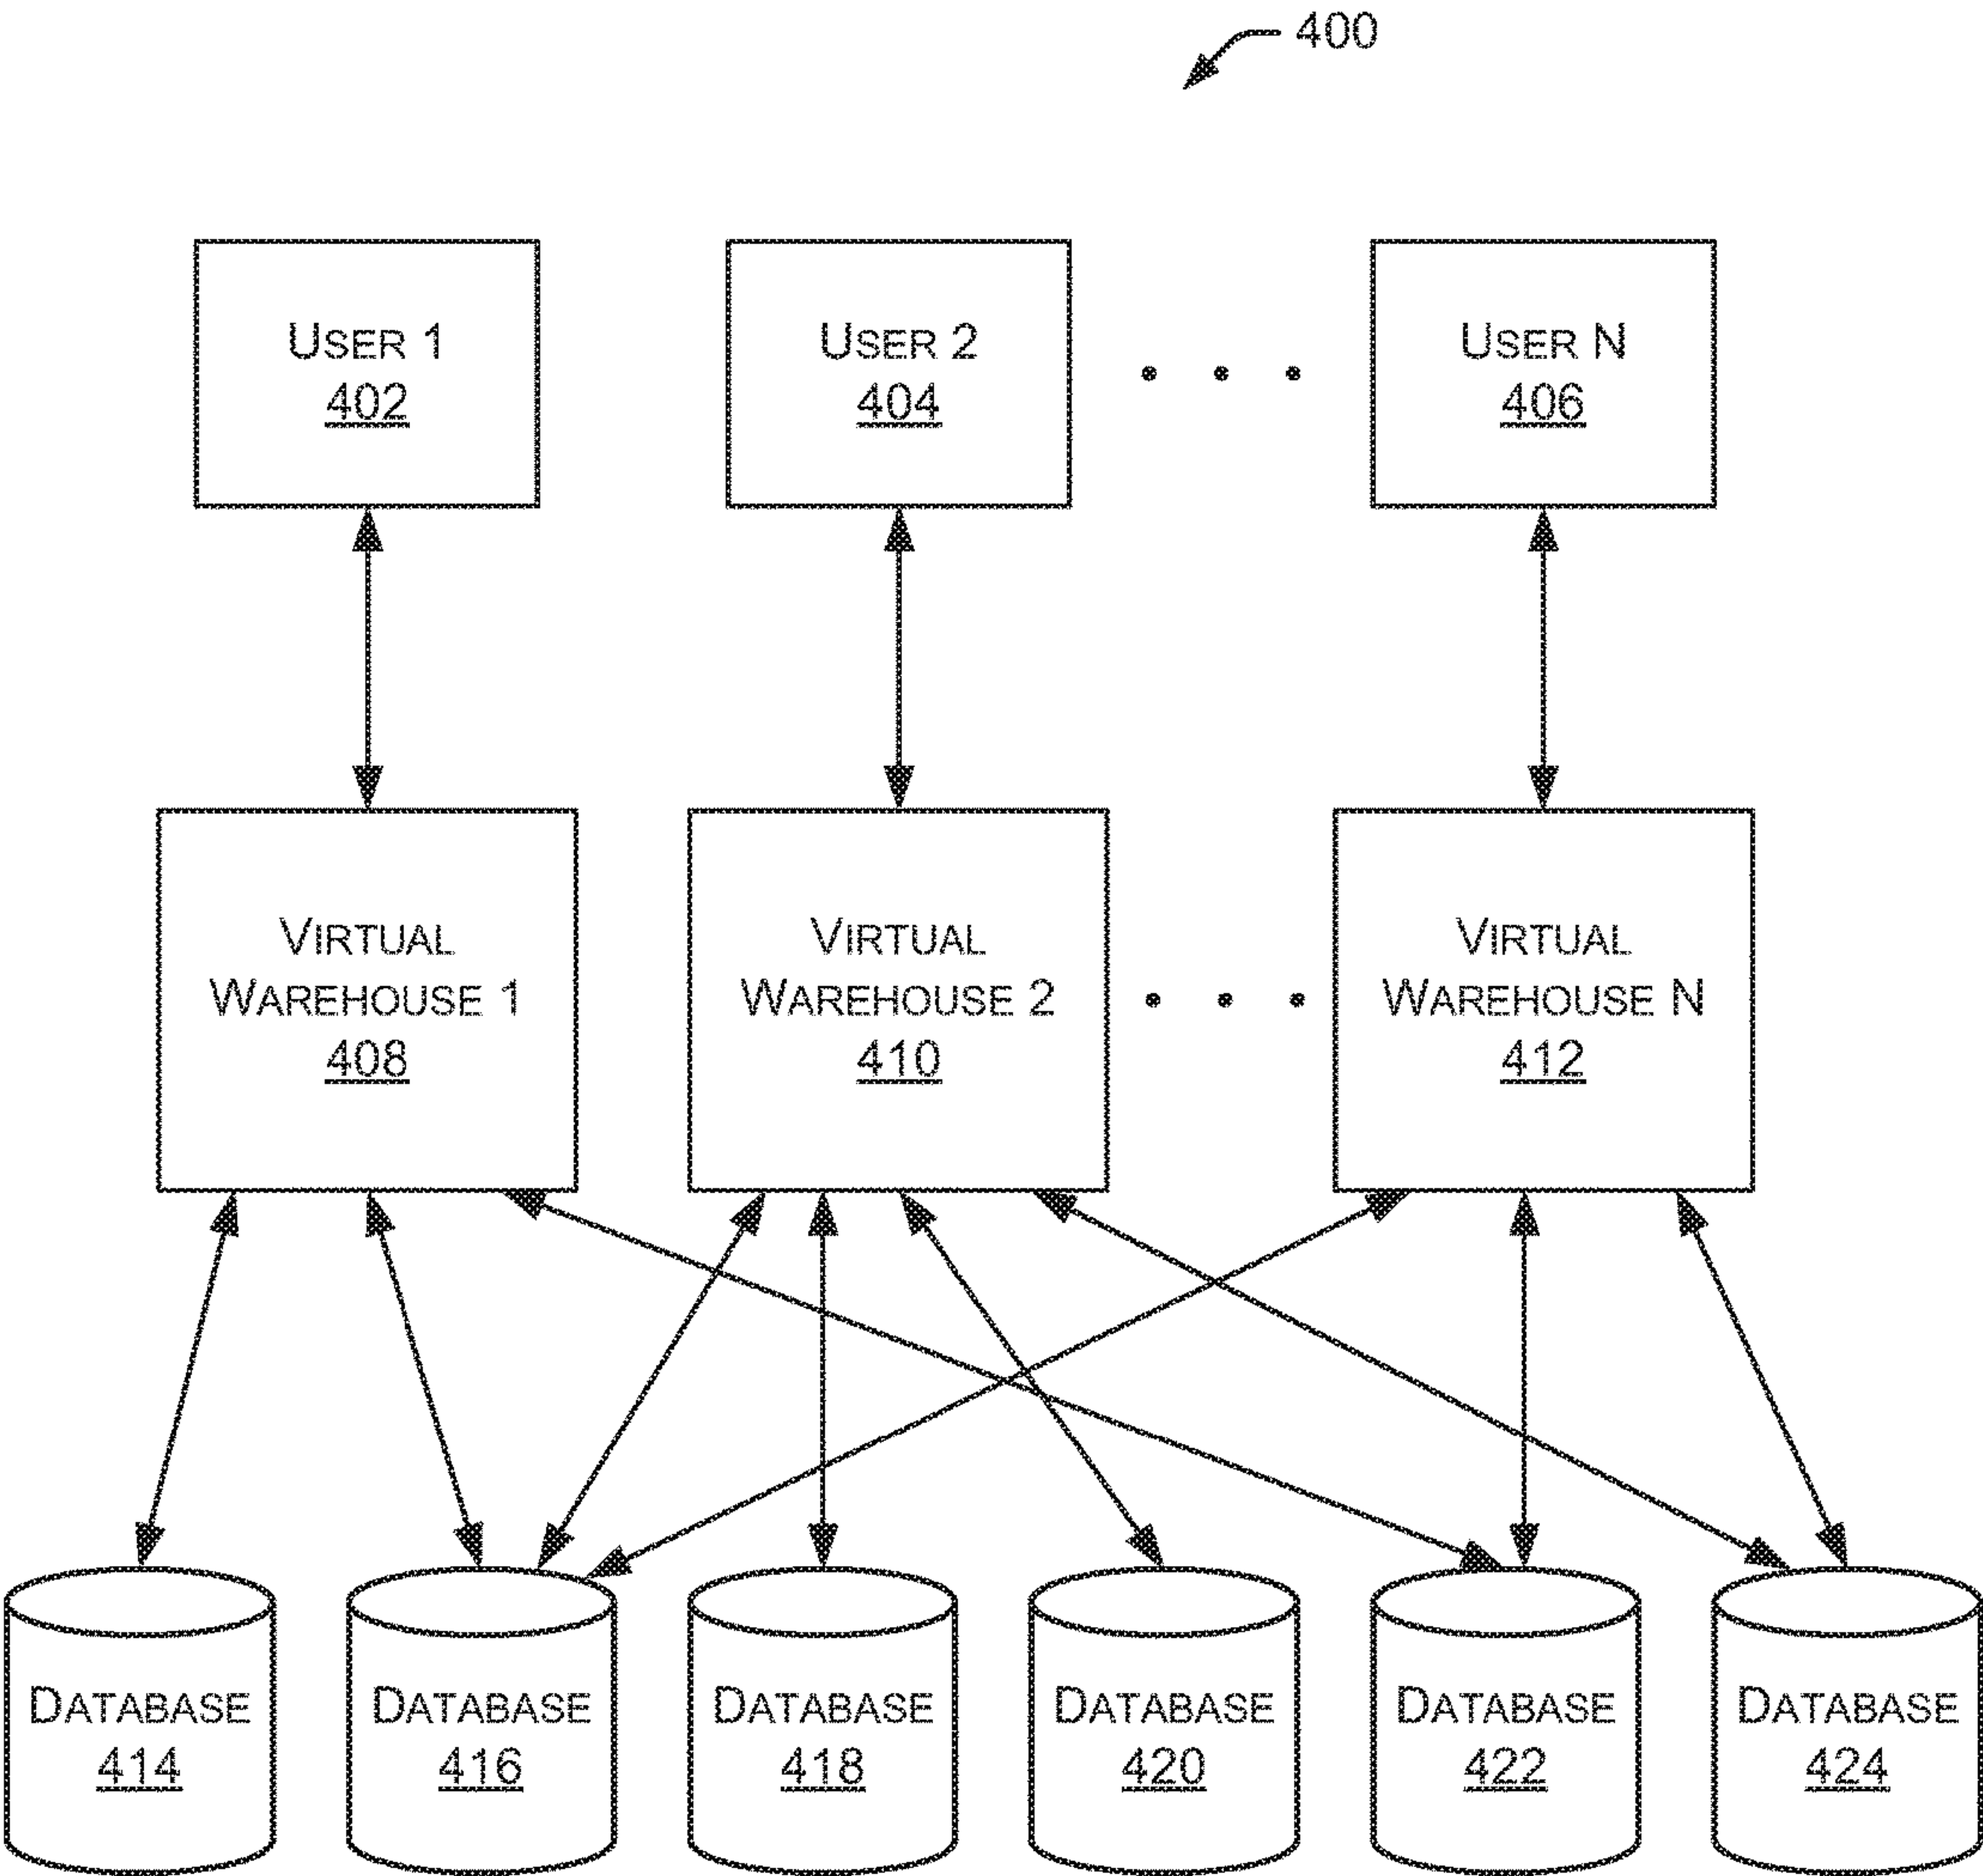 400
USER 1
402
USER 2
404
USER N
406
VIRTUAL
WAREHOUSE 1
408
VIRTUAL
WAREHOUSE 2
410
VIRTUAL
WAREHOUSE N
412
DATABASE
414
DATABASE
416
DATABASE
418
DATABASE
420
DATABASE
422
DATABASE
424